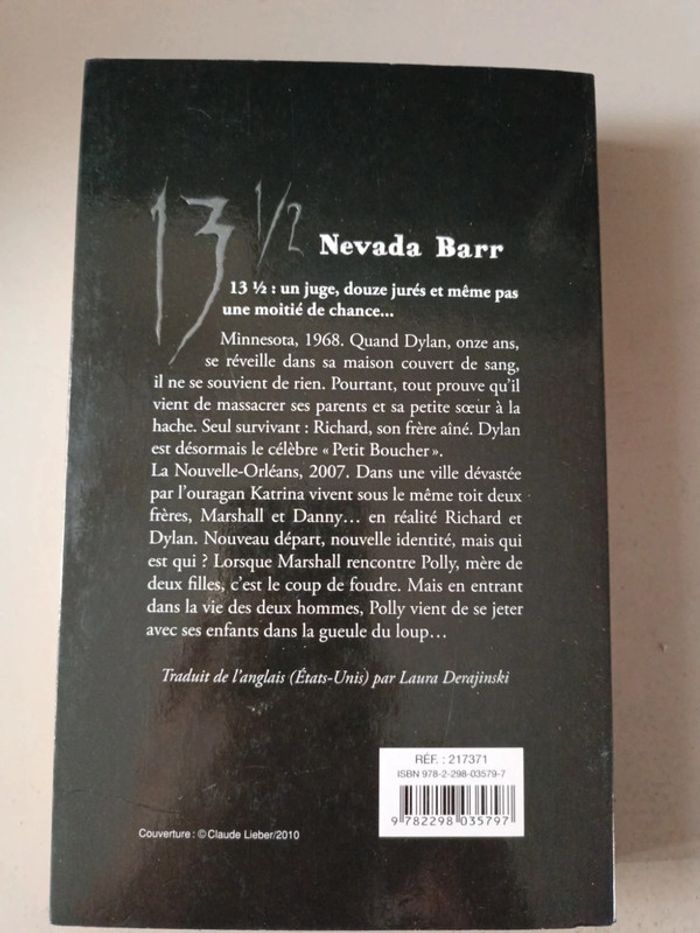 13 ½
Nevada Barr
13 ½ : un juge, douze jurés et même pas
une moitié de chance...
Minnesota, 1968. Quand Dylan, onze ans,
se réveille dans sa maison couvert de sang,
il ne se souvient de rien. Pourtant, tout prouve qu'il
vient de massacrer ses parents et sa petite sœur à la
hache. Seul survivant : Richard, son frère aîné. Dylan
est désormais le célèbre « Petit Boucher ».
La Nouvelle-Orléans, 2007. Dans une ville dévastée
par l'ouragan Katrina vivent sous le même toit deux
frères, Marshall et Danny… en réalité Richard et
Dylan. Nouveau départ, nouvelle identité, mais qui
est qui ? Lorsque Marshall rencontre Polly, mère de
deux filles, c'est le coup de foudre. Mais en entrant
dans la vie des deux hommes, Polly vient de se jeter
avec ses enfants dans la gueule du loup…
Traduit de l'anglais (États-Unis) par Laura Derajinski
RÉF. : 217371
ISBN 978-2-298-03579-7
9 782298 035797
Couverture : © Claude Lieber/2010